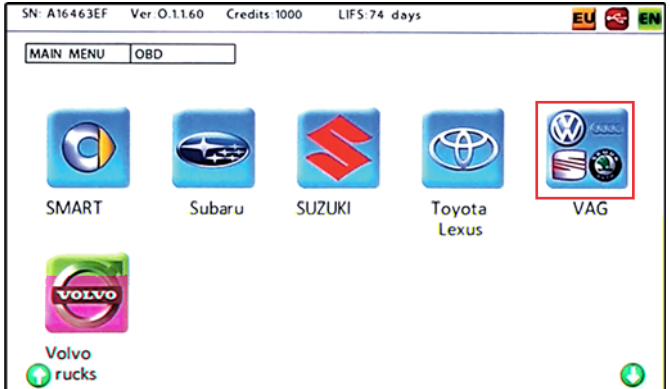 SN: A16463EF Ver:0.1.1.60 Credits:1000 LIFS:74 days EU EN
MAIN MENU OBD
SMART Subaru SUZUKI Toyota Lexus VAG
VOLVO
Volvo
rucks